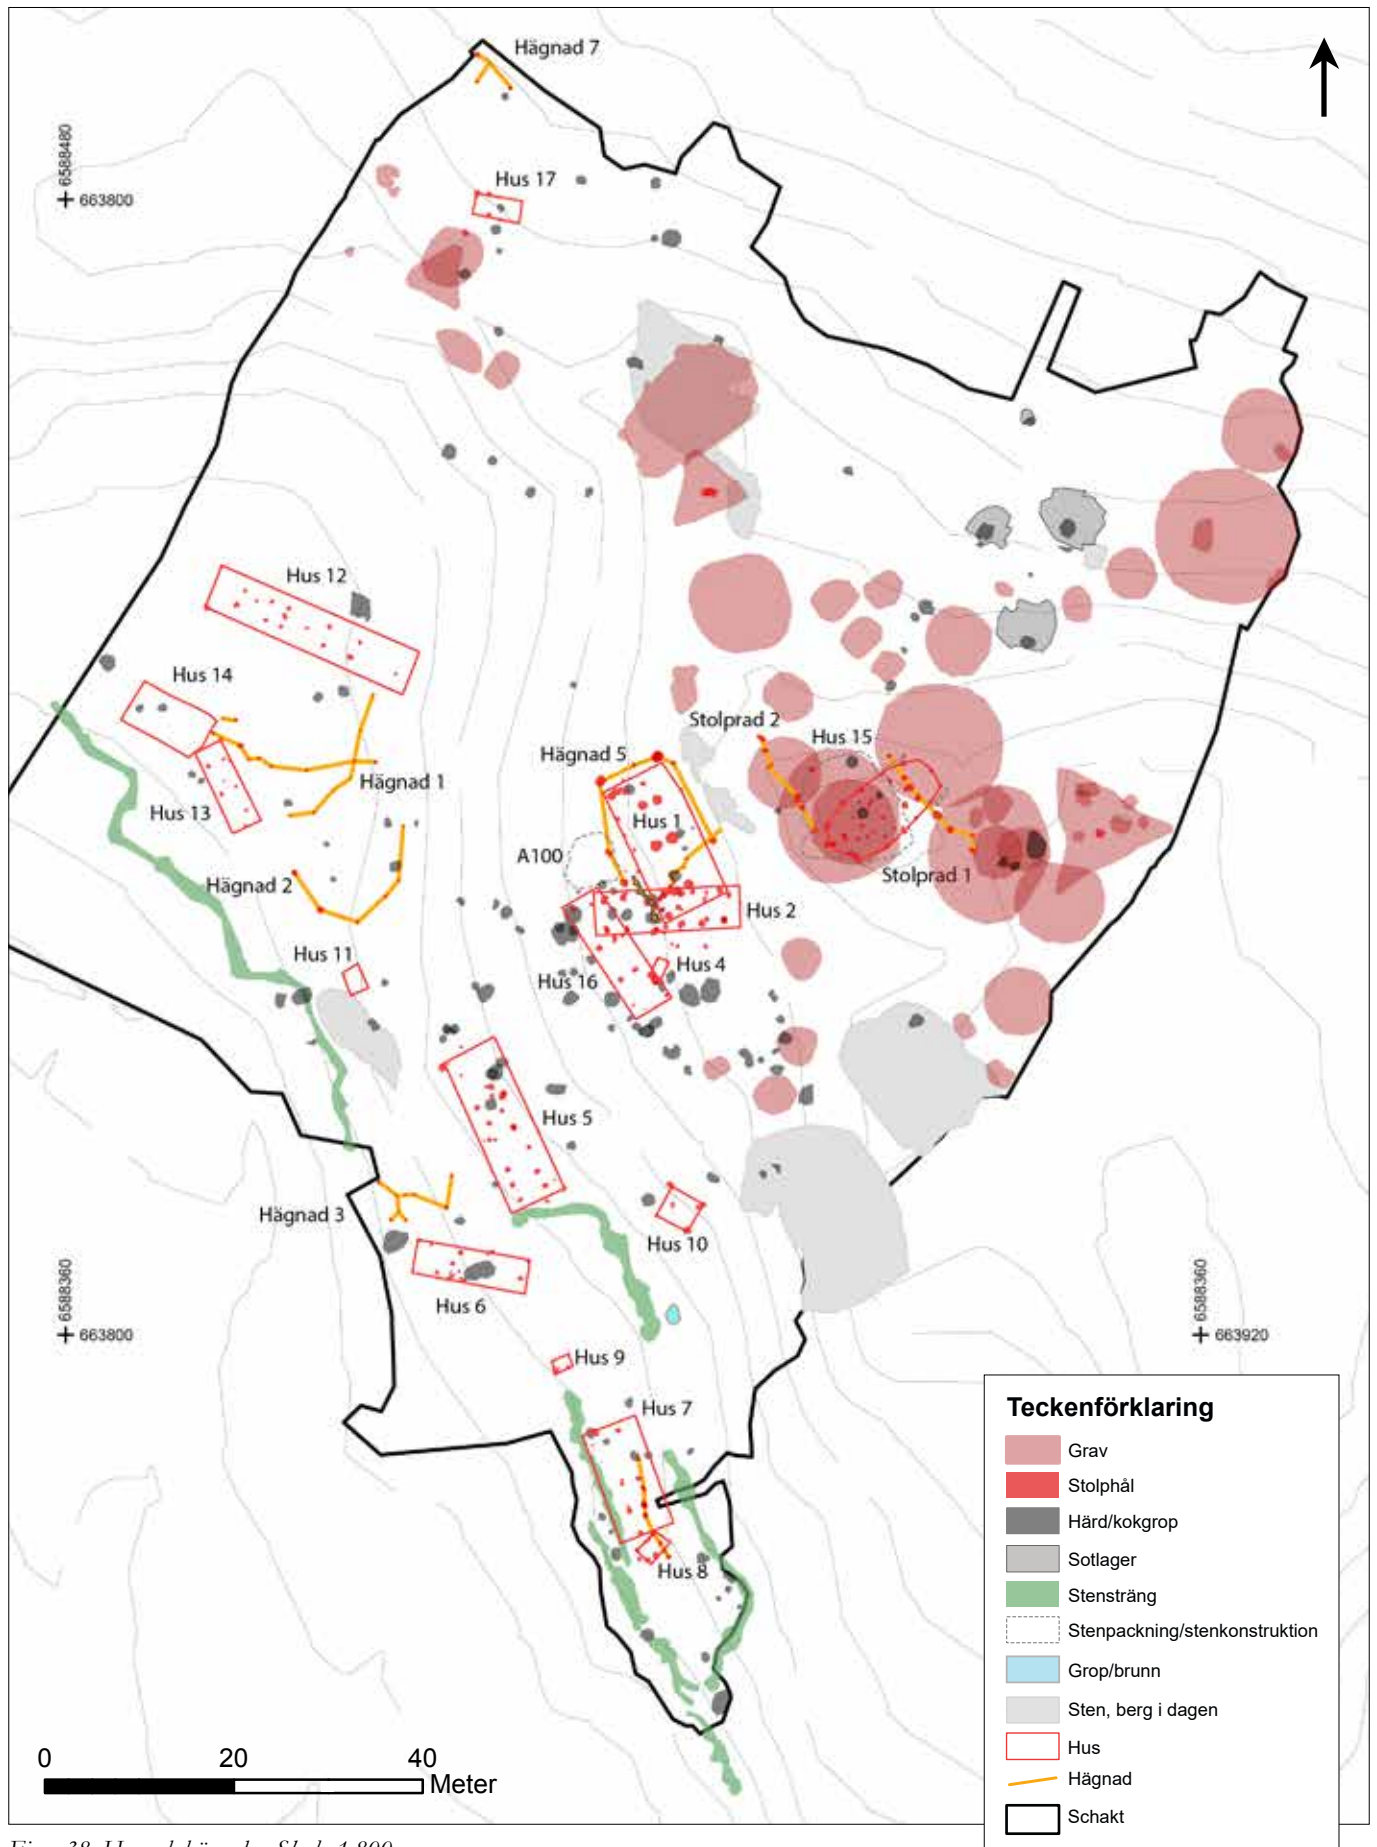 Hägnad 7
6588480
663800
Hus 17
Hus 12
Hus 14
Stolprad 2
Hus 15
Hägnad 5
Hägnad 1
Hus 13
Hus 1
A100
Stolprad 1
Hägnad 2
Hus 2
Hus 11
Hus 4
Hus 16
Hus 5
Hägnad 3
Hus 10
6588360
663800
6588360
663920
Hus 6
Hus 9
Hus 7
Hus 8
Teckenförklaring
Grav
Stolphål
Härd/kokgrop
Sotlager
Stensträng
Stenpackning/stenkonstruktion
Grop/brunn
Sten, berg i dagen
Hus
Hägnad
Schakt
0 20 40
Meter